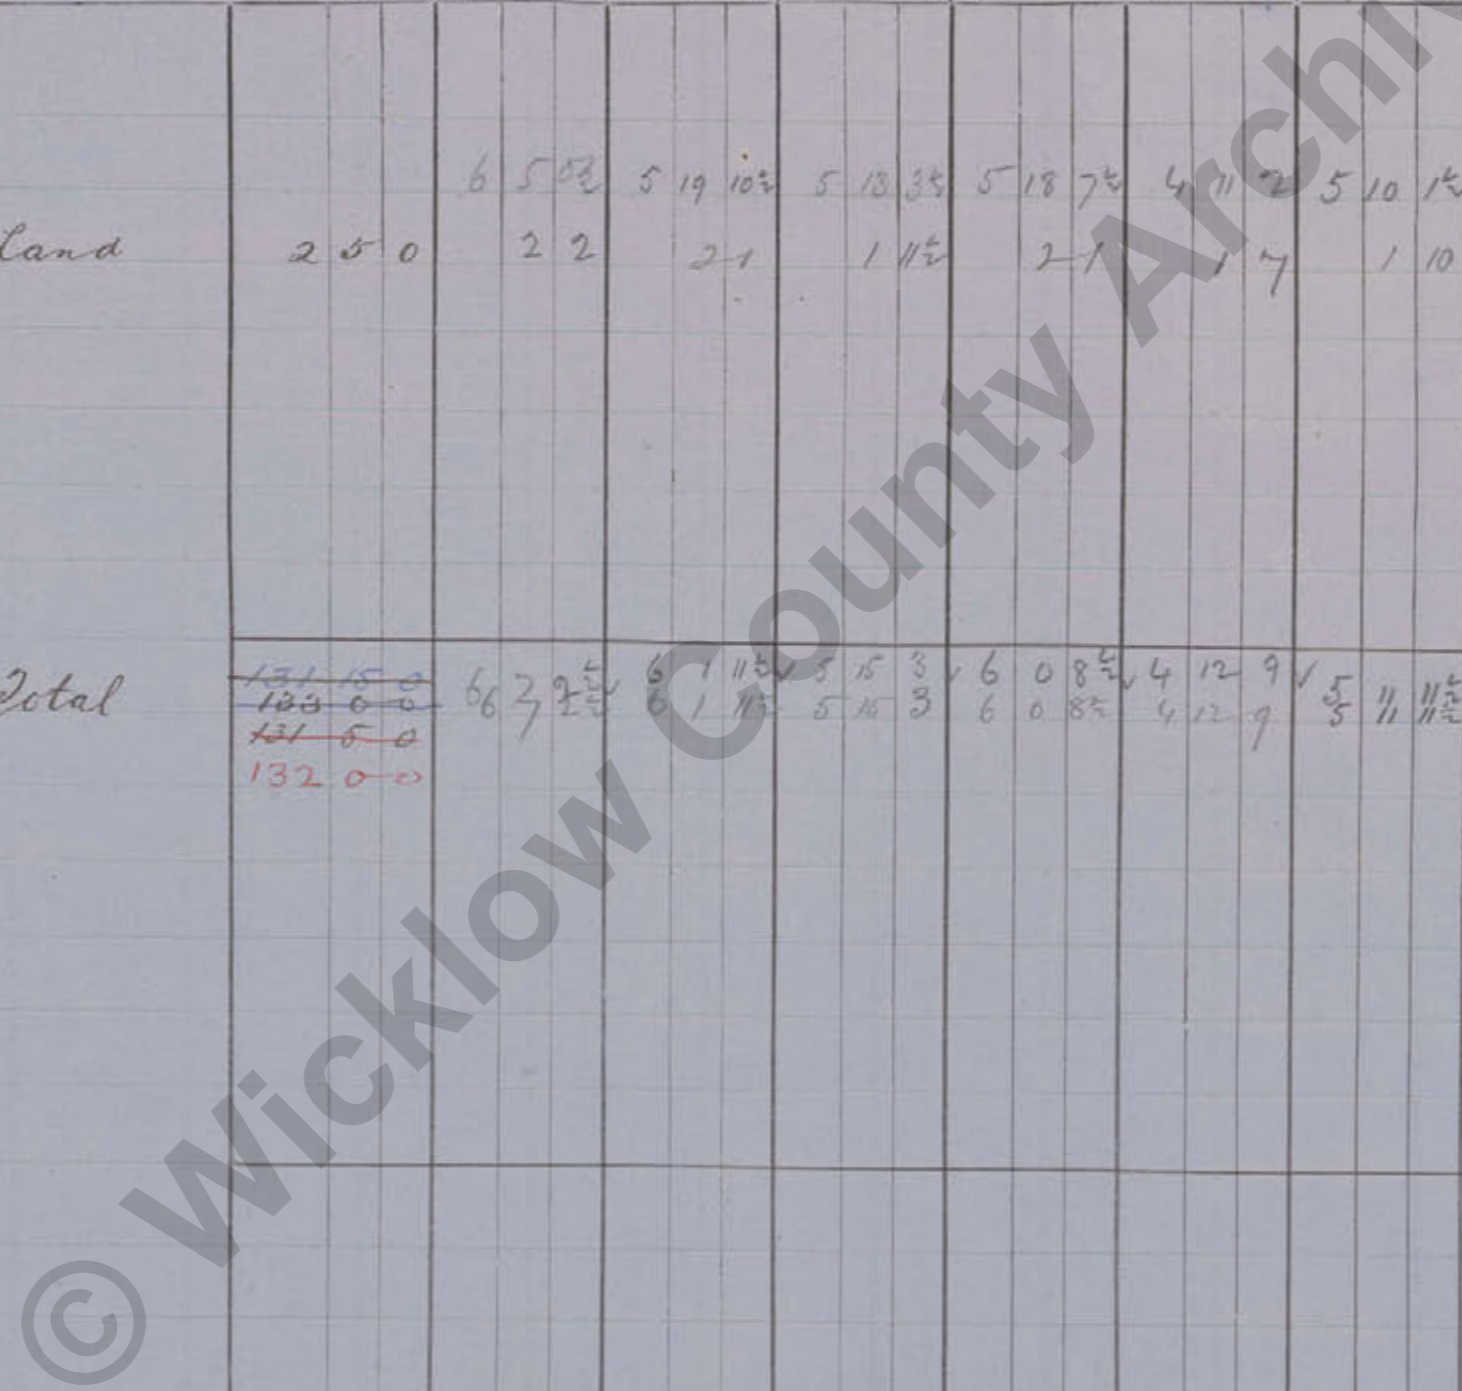 6 5 0½ 5 19 10½ 5 13 3½ 5 18 7½ 4 11 2 5 10 1½
Land 2 5 0 2 2 2 1 1 11½ 2 1 1 7 1 10
131 15 0 6 7 2½ 6 1 11½ 5 15 3 6 0 8½ 4 12 9 5 11 11½
Total 133 0 0 6 7 2½ 6 1 11½ 5 15 3 6 0 8½ 4 12 9 5 11 11½
131 5 0
132 0 0
© Wicklow County